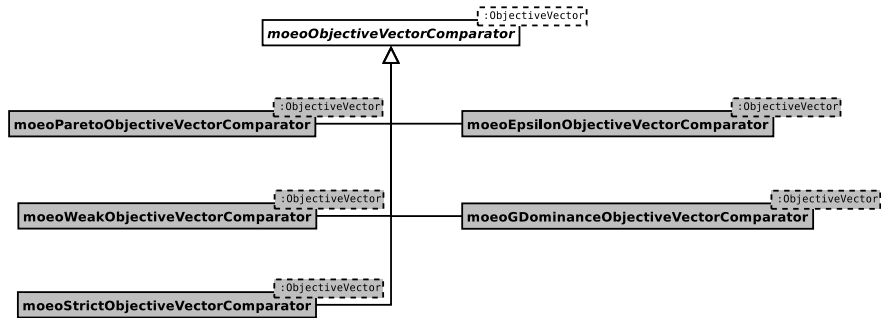 :ObjectiveVector
moeoObjectiveVectorComparator
:ObjectiveVector
moeoParetoObjectiveVectorComparator
:ObjectiveVector
moeoEpsilonObjectiveVectorComparator
:ObjectiveVector
moeoWeakObjectiveVectorComparator
:ObjectiveVector
moeoGDominanceObjectiveVectorComparator
:ObjectiveVector
moeoStrictObjectiveVectorComparator